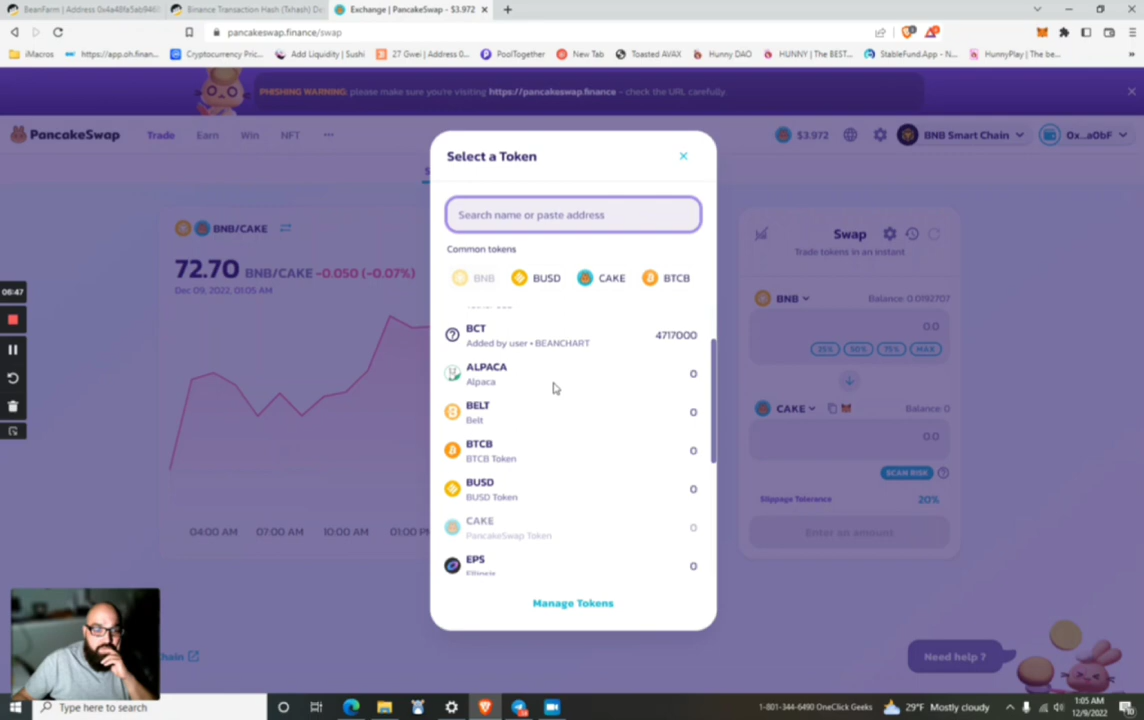 BeanFarm | Address 0x4a48fa5ab946
Binance Transaction Hash (Txhash) D
Exchange | PancakeSwap - $3.972
pancakeswap.finance/swap
iMacros
https://app.oh.finan...
Cryptocurrency Pric...
Add Liquidity | Sushi
27 Gwei | Address 0...
PoolTogether
New Tab
Toasted AVAX
Hunny DAO
HUNNY | The BEST...
StableFund.App - N...
HunnyPlay | The be...
PHISHING WARNING: please make sure you're visiting https://pancakeswap.finance - check the URL carefully.
PancakeSwap
Trade
Earn
Win
NFT
$3.972
BNB Smart Chain
0x...a0bF
Select a Token
Search name or paste address
Common tokens
BNB
BUSD
CAKE
BTCB
BCT
Added by user • BEANCHART
4717000
ALPACA
Alpaca
0
BELT
Belt
0
BTCB
BTCB Token
0
BUSD
BUSD Token
0
CAKE
PancakeSwap Token
0
EPS
Ellipsis
0
Manage Tokens
BNB/CAKE
72.70 BNB/CAKE -0.050 (-0.07%)
Dec 09, 2022, 01:05 AM
04:00 AM
07:00 AM
10:00 AM
01:00 PM
Swap
Trade tokens in an instant
BNB
Balance: 0.0192707
0.0
25%
50%
75%
MAX
CAKE
Balance: 0
0.0
SCAN RISK
Slippage Tolerance
20%
Enter an amount
06:47
hain
Need help ?
Type here to search
1-801-344-6490 OneClick Geeks
29°F Mostly cloudy
1:05 AM
12/9/2022